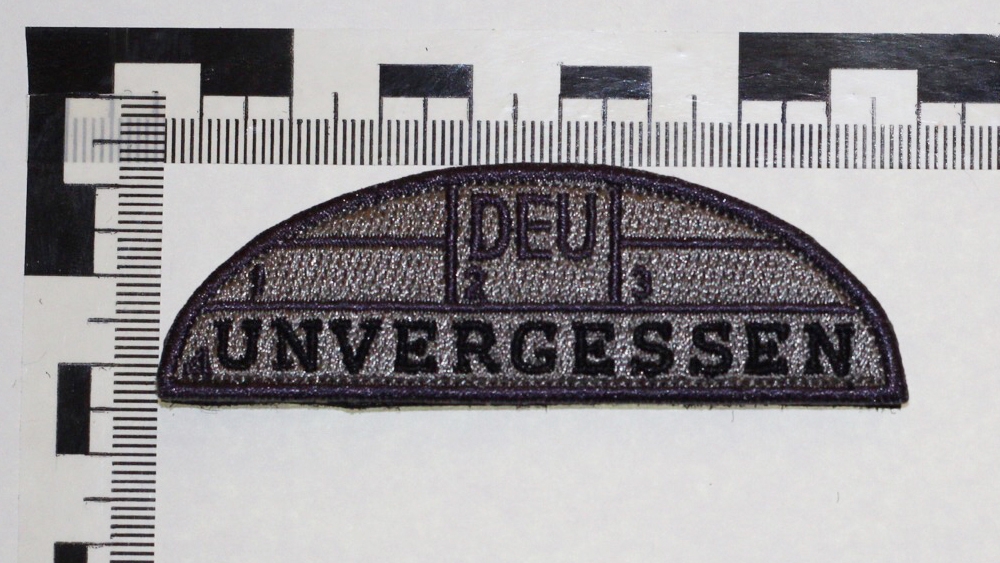 DEU
1 2 3
UNVERGESSEN